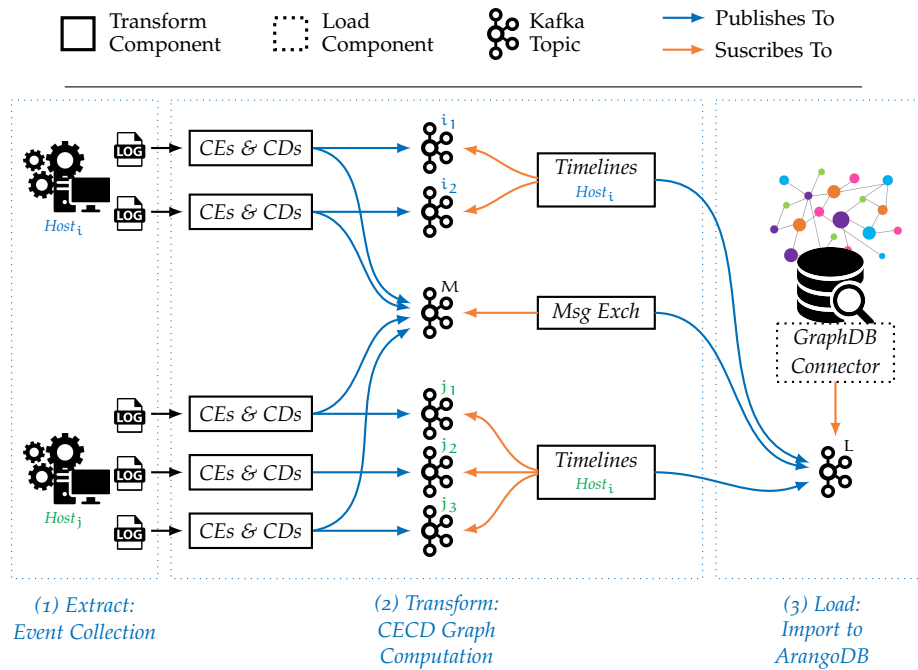 Transform
Component
Load
Component
Kafka
Topic
Publishes To
Suscribes To
LOG
CEs & CDs
i1
Timelines
Hosti
LOG
CEs & CDs
i2
Hosti
M
Msg Exch
GraphDB
Connector
LOG
CEs & CDs
j1
L
LOG
CEs & CDs
j2
Timelines
Hosti
Hostj
LOG
CEs & CDs
j3
(1) Extract:
Event Collection
(2) Transform:
CECD Graph
Computation
(3) Load:
Import to
ArangoDB